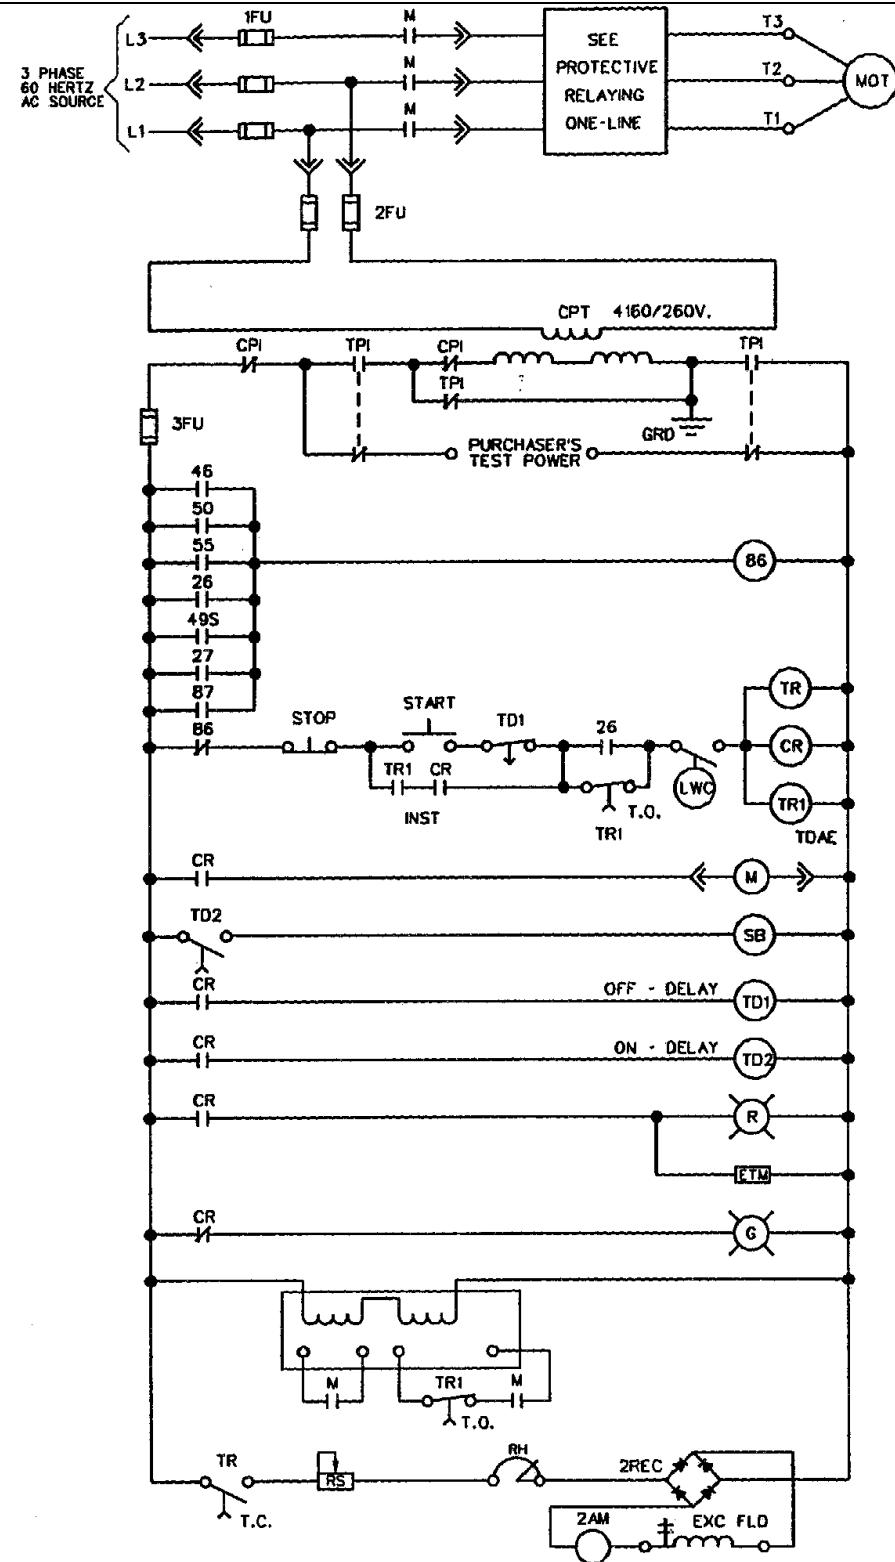 1FU
M
T3
L3
SEE
PROTECTIVE
RELAYING
ONE-LINE
3 PHASE
60 HERTZ
AC SOURCE
M
L2
T2
MOT
M
L1
T1
2FU
CPT 4160/260V.
CPI
TPI
CPI
TPI
TPI
3FU
GRD
PURCHASER'S
TEST POWER
46
50
55
86
26
49S
27
87
TR
86
STOP
START
TD1
26
CR
TR1
CR
LWC
TR1
INST
T.O.
TR1
TDAE
CR
M
TD2
SB
CR
OFF - DELAY
TD1
CR
ON - DELAY
TD2
CR
R
ETM
CR
G
M
TR1
M
T.O.
TR
RS
RH
2REC
T.C.
2AM
EXC FLD